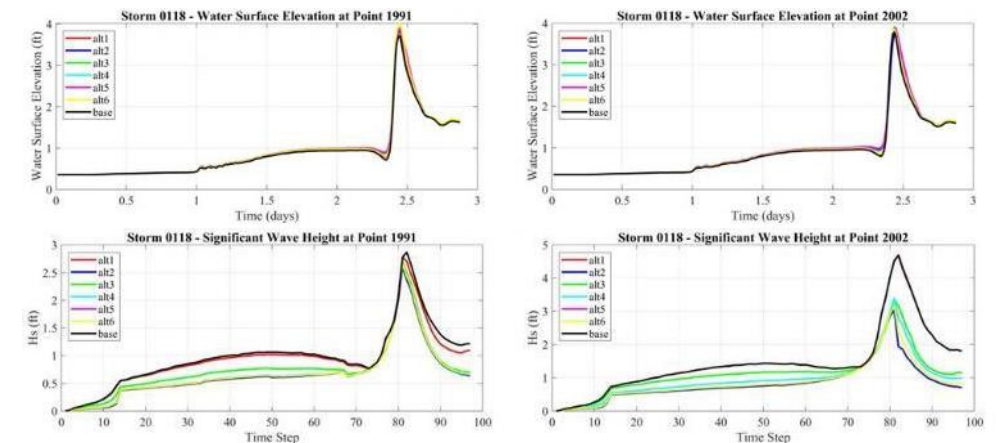 Storm 0118 - Water Surface Elevation at Point 1991
Water Surface Elevation (ft)
4
3
2
1
0
alt1
alt2
alt3
alt4
alt5
alt6
base
0 0.5 1 1.5 2 2.5 3
Time (days)
Storm 0118 - Water Surface Elevation at Point 2002
Water Surface Elevation (ft)
4
3
2
1
0
alt1
alt2
alt3
alt4
alt5
alt6
base
0 0.5 1 1.5 2 2.5 3
Time (days)
Storm 0118 - Significant Wave Height at Point 1991
Hs (ft)
3
2.5
2
1.5
1
0.5
0
alt1
alt2
alt3
alt4
alt5
alt6
base
0 10 20 30 40 50 60 70 80 90 100
Time Step
Storm 0118 - Significant Wave Height at Point 2002
Hs (ft)
5
4
3
2
1
0
alt1
alt2
alt3
alt4
alt5
alt6
base
0 10 20 30 40 50 60 70 80 90 100
Time Step